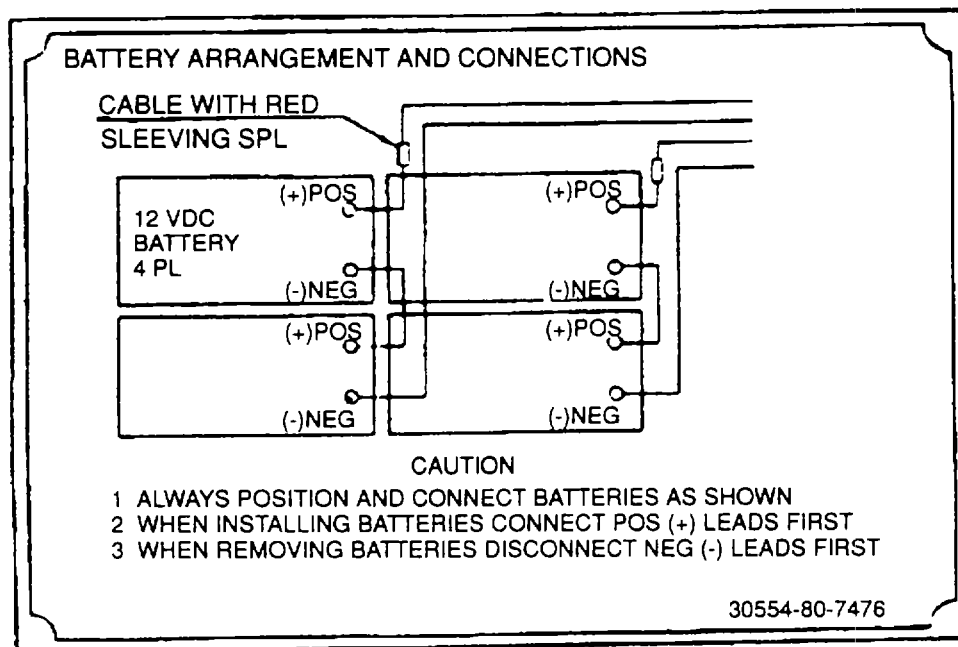 BATTERY ARRANGEMENT AND CONNECTIONS
CABLE WITH RED
SLEEVING SPL
(+)POS
(+)POS
12 VDC
BATTERY
4 PL
(-)NEG
(-)NEG
(+)POS
(+)POS
(-)NEG
(-)NEG
CAUTION
1 ALWAYS POSITION AND CONNECT BATTERIES AS SHOWN
2 WHEN INSTALLING BATTERIES CONNECT POS (+) LEADS FIRST
3 WHEN REMOVING BATTERIES DISCONNECT NEG (-) LEADS FIRST
30554-80-7476